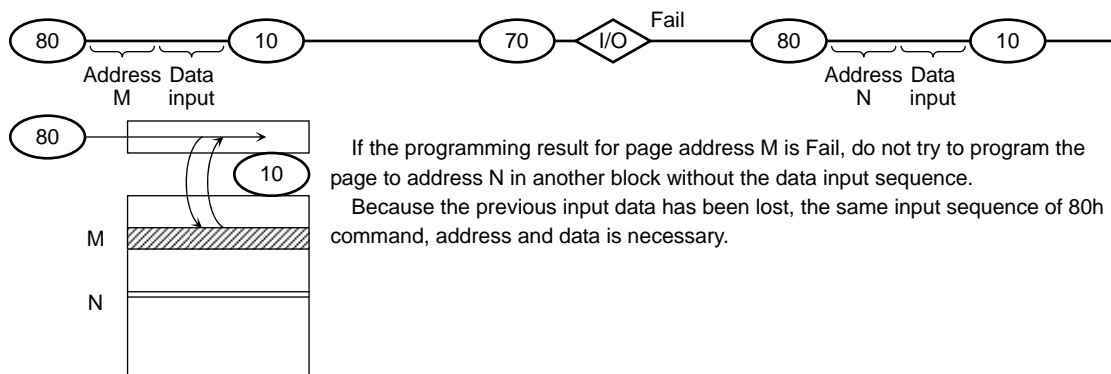 80 10 70 I/O Fail 80 10
Address Data Address Data
M input N input
80
If the programming result for page address M is Fail, do not try to program the
10
page to address N in another block without the data input sequence.
Because the previous input data has been lost, the same input sequence of 80h
M
command, address and data is necessary.
N